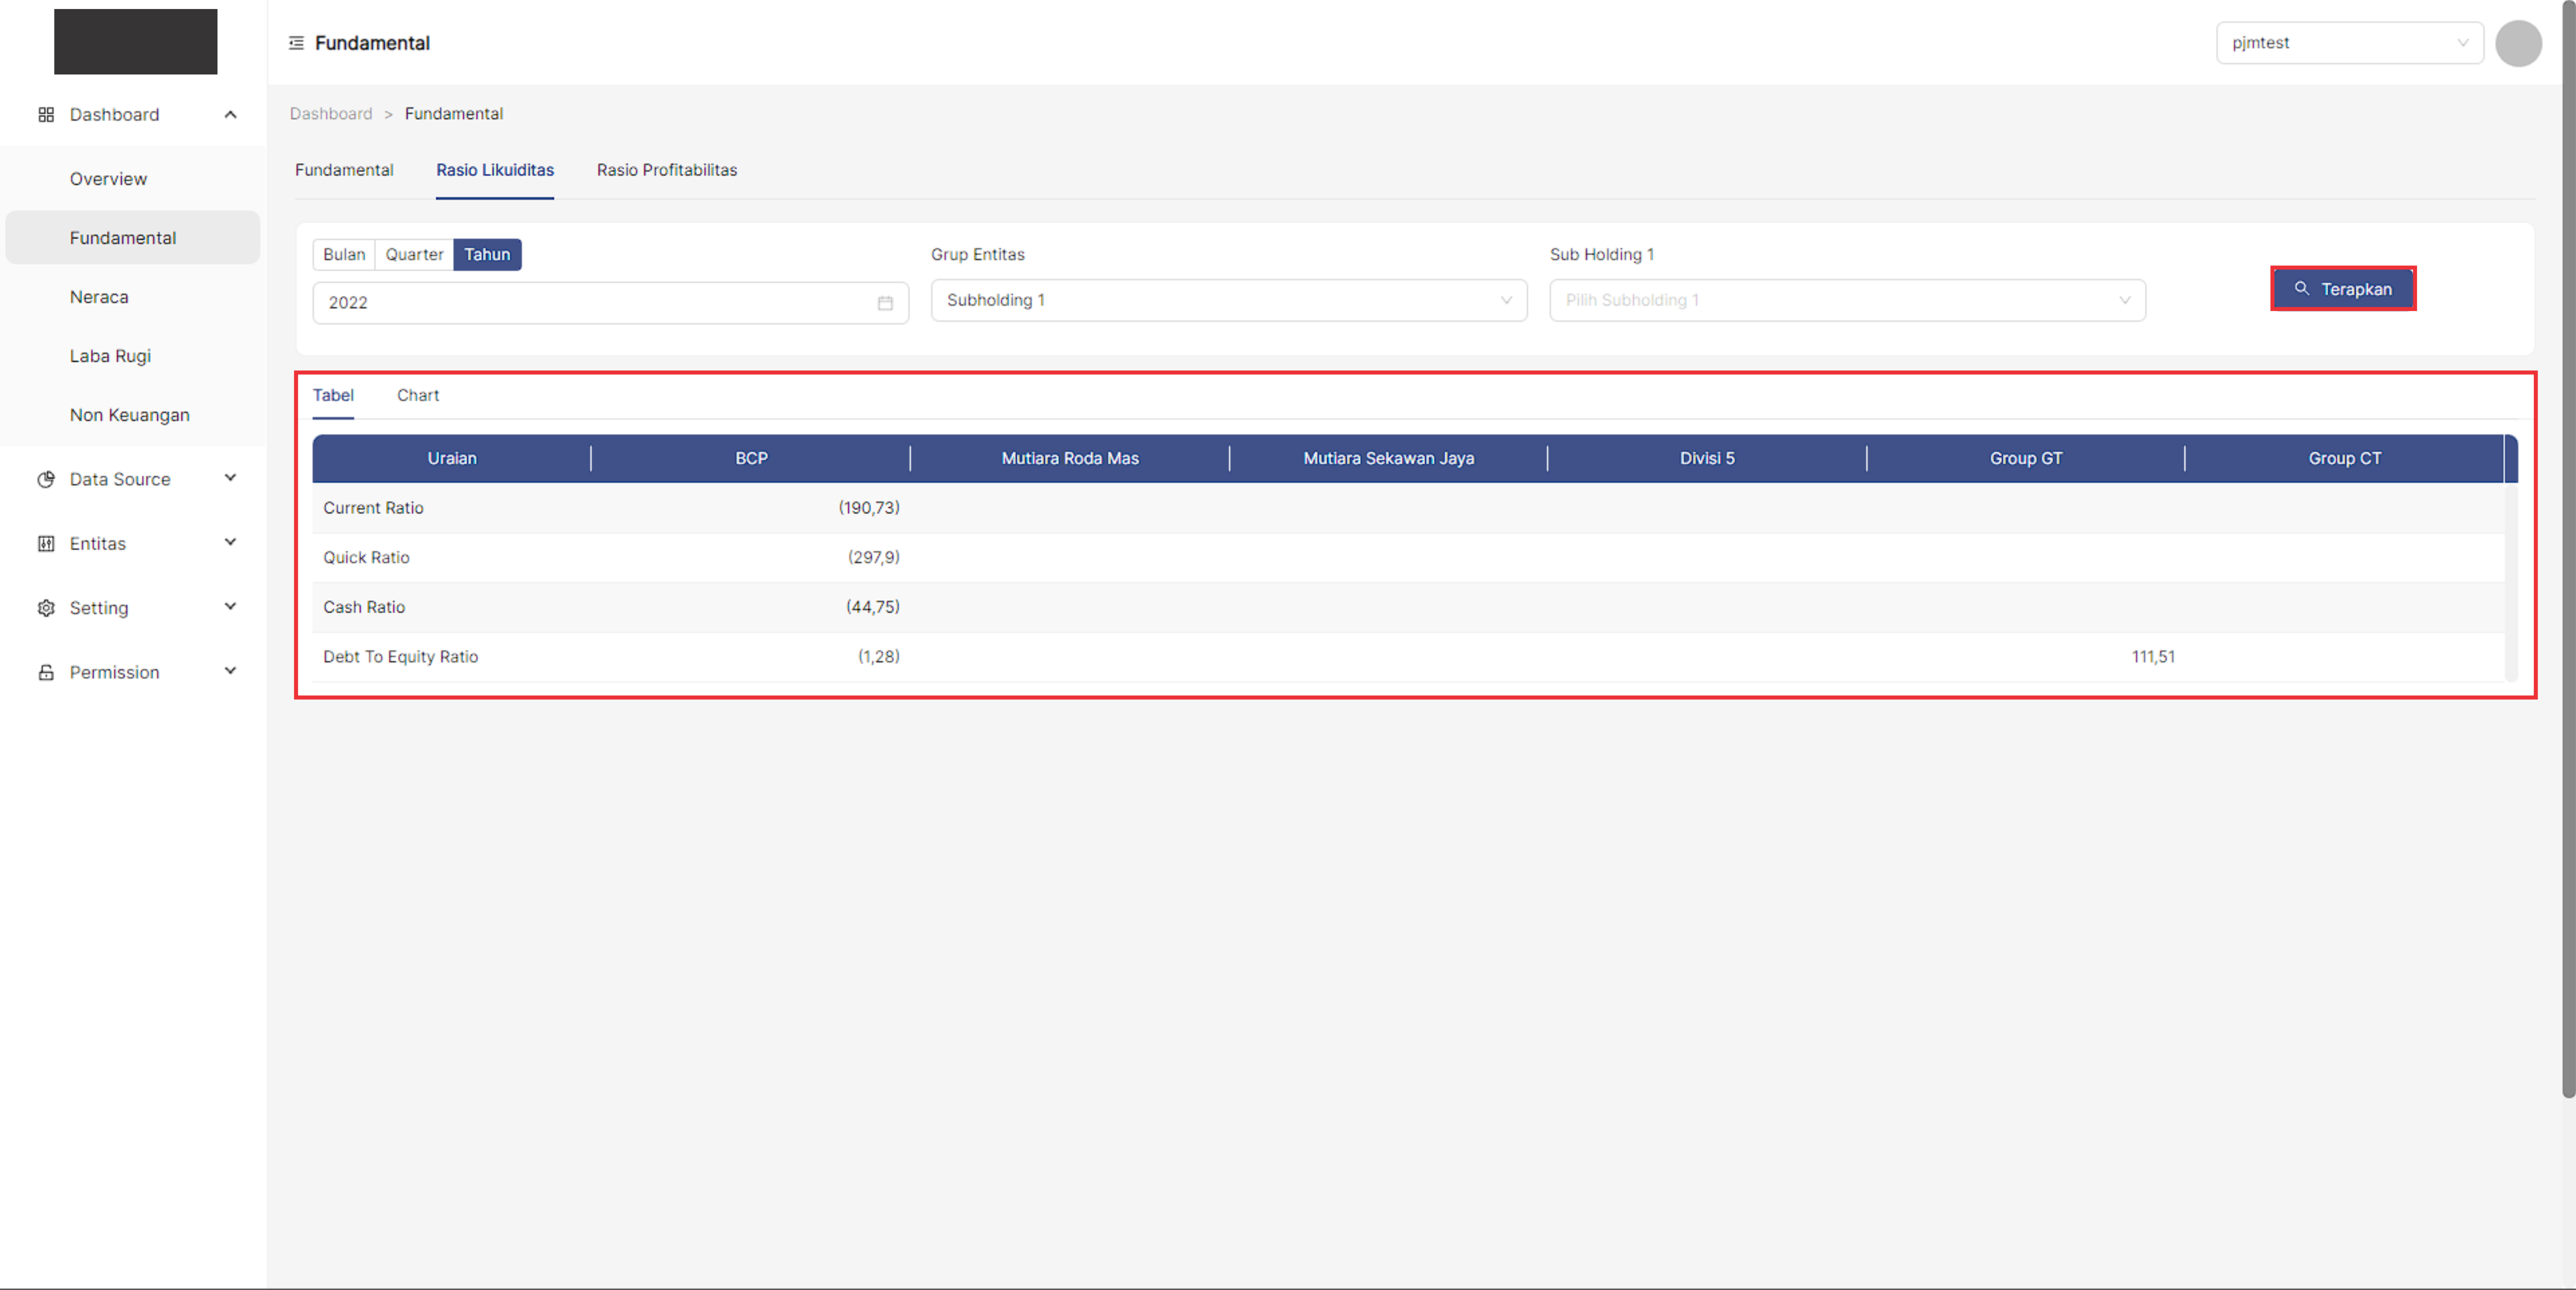 Fundamental
pjmtest
Dashboard
Overview
Fundamental
Neraca
Laba Rugi
Non Keuangan
Data Source
Entitas
Setting
Permission
Dashboard > Fundamental
Fundamental Rasio Likuiditas Rasio Profitabilitas
Bulan Quarter Tahun
2022
Grup Entitas
Subholding 1
Sub Holding 1
Pilih Subholding 1
Terapkan
Tabel Chart
Uraian BCP Mutiara Roda Mas Mutiara Sekawan Jaya Divisi 5 Group GT Group CT
Current Ratio (190,73)
Quick Ratio (297,9)
Cash Ratio (44,75)
Debt To Equity Ratio (1,28) 111,51